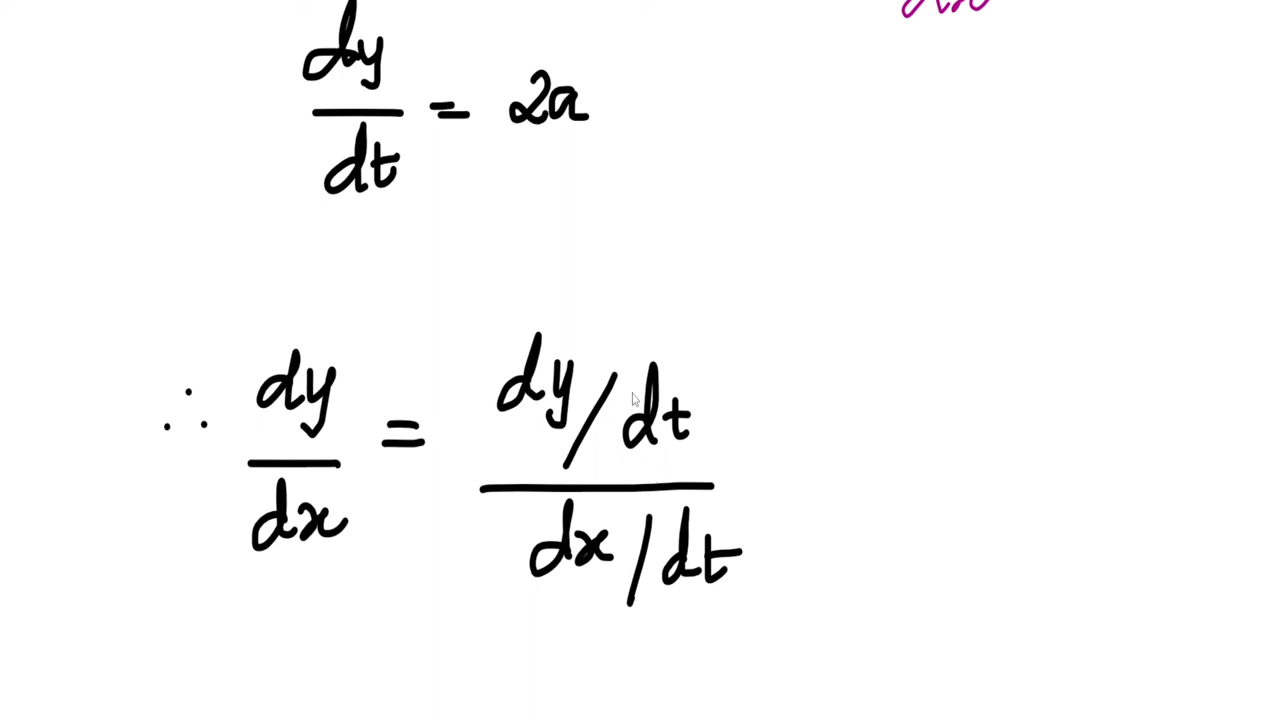 dy/dt = 2a
∴ dy/dx = (dy/dt)/(dx/dt)